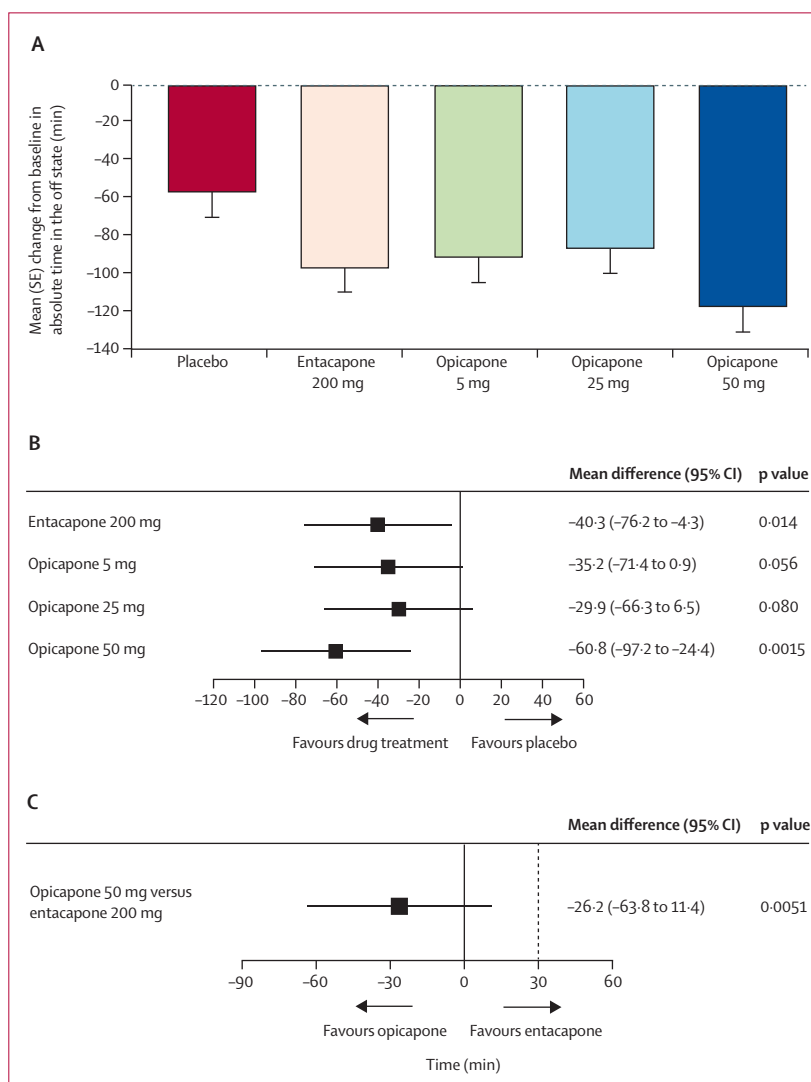 A
Mean (SE) change from baseline in
absolute time in the off state (min)
0
–20
–40
–60
–80
–100
–120
–140
Placebo
Entacapone
200 mg
Opicapone
5 mg
Opicapone
25 mg
Opicapone
50 mg
B
Mean difference (95% CI) p value
Entacapone 200 mg –40·3 (–76·2 to –4·3) 0·014
Opicapone 5 mg –35·2 (–71·4 to 0·9) 0·056
Opicapone 25 mg –29·9 (–66·3 to 6·5) 0·080
Opicapone 50 mg –60·8 (–97·2 to –24·4) 0·0015
–120 –100 –80 –60 –40 –20 0 20 40 60
Favours drug treatment Favours placebo
C
Mean difference (95% CI) p value
Opicapone 50 mg versus
entacapone 200 mg
–26·2 (–63·8 to 11·4) 0·0051
–90 –60 –30 0 30 60
Favours opicapone Favours entacapone
Time (min)